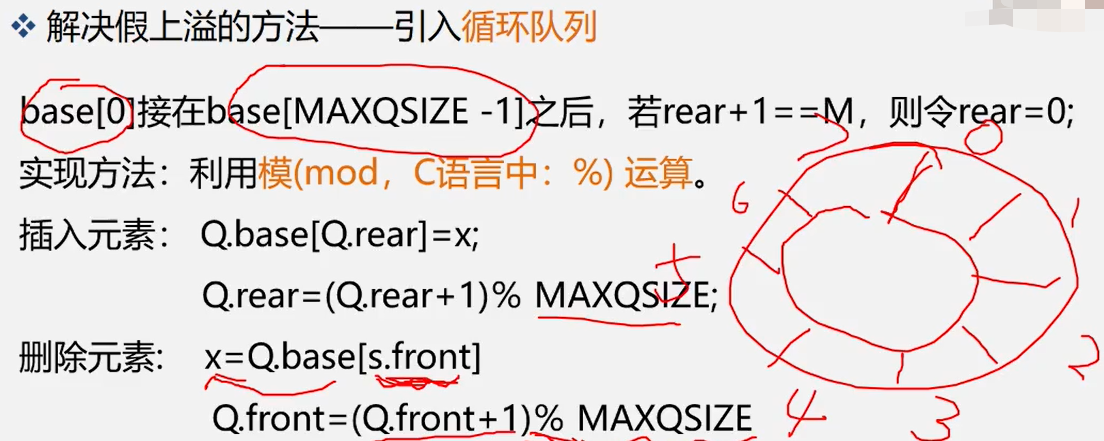 ❖ 解决假上溢的方法——引入循环队列
base[0]接在base[MAXQSIZE -1]之后，若rear+1==M，则令rear=0;
实现方法：利用模(mod，C语言中：%) 运算。
插入元素： Q.base[Q.rear]=x;
Q.rear=(Q.rear+1)% MAXQSIZE;
删除元素: x=Q.base[s.front]
Q.front=(Q.front+1)% MAXQSIZE
0
1
2
3
4
6